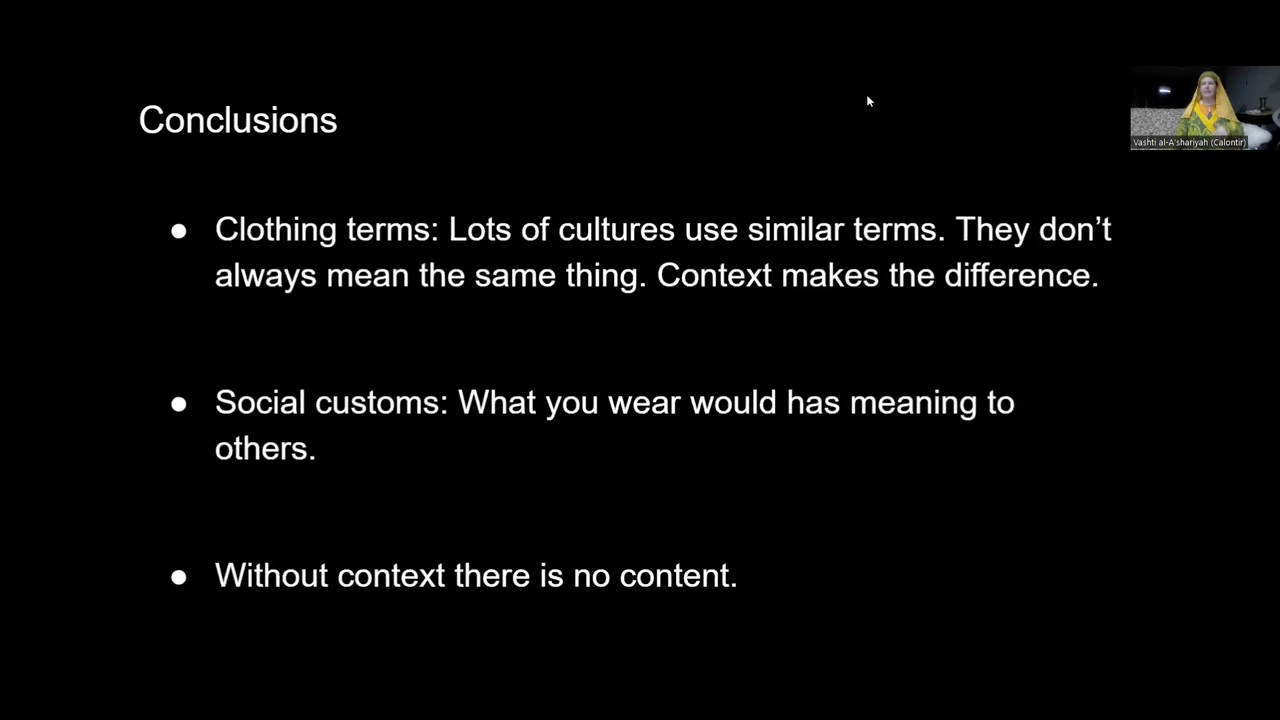 Conclusions
Vashti al-A'shariyah (Calontir)
● Clothing terms: Lots of cultures use similar terms. They don’t
always mean the same thing. Context makes the difference.
● Social customs: What you wear would has meaning to
others.
● Without context there is no content.